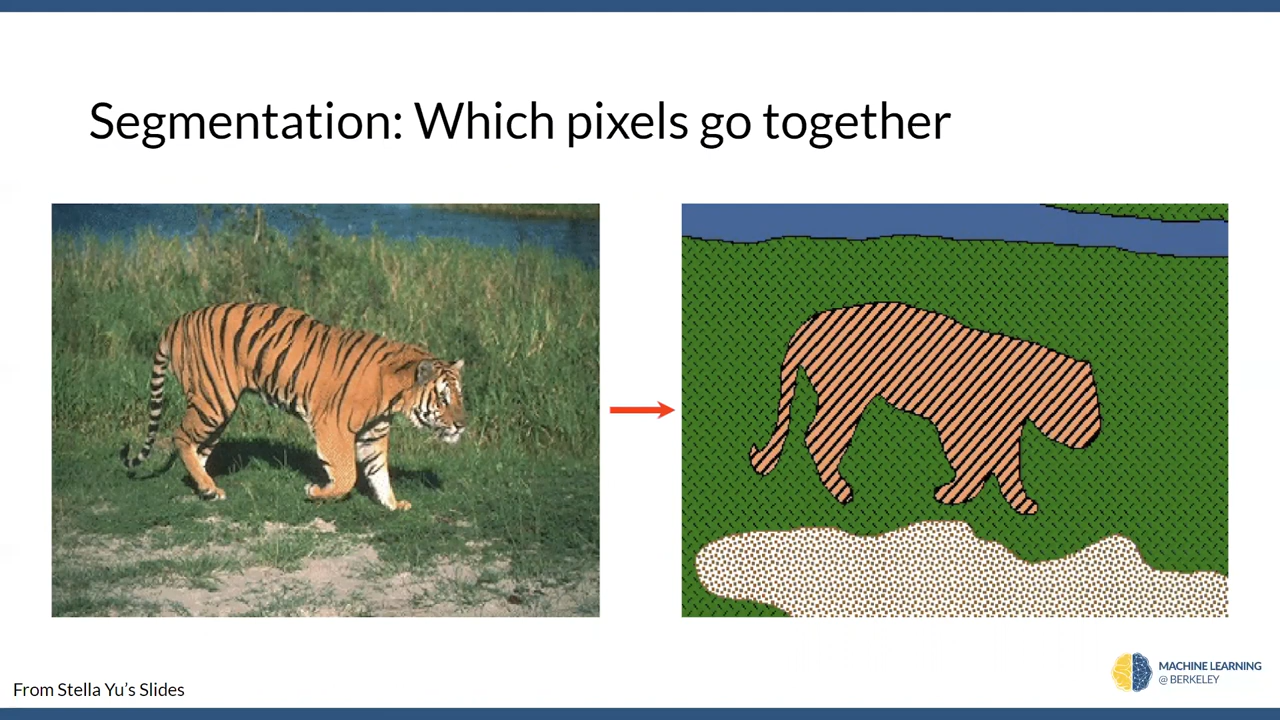 Segmentation: Which pixels go together
From Stella Yu's Slides
MACHINE LEARNING
@ BERKELEY